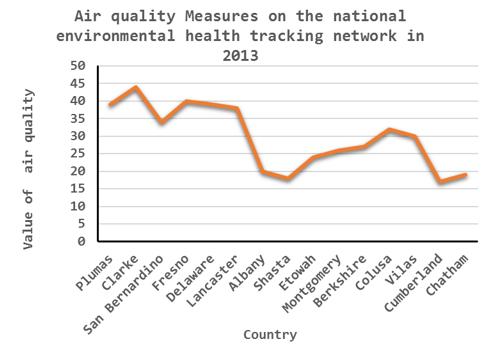 Air quality Measures on the national
environmental health tracking network in
2013
50
45
40
35
30
25
20
15
10
5
0
Value of air quality
Plumas
Clarke
San Bernardino
Fresno
Delaware
Lancaster
Albany
Shasta
Etowah
Montgomery
Berkshire
Colusa
Vilas
Cumberland
Chatham
Country